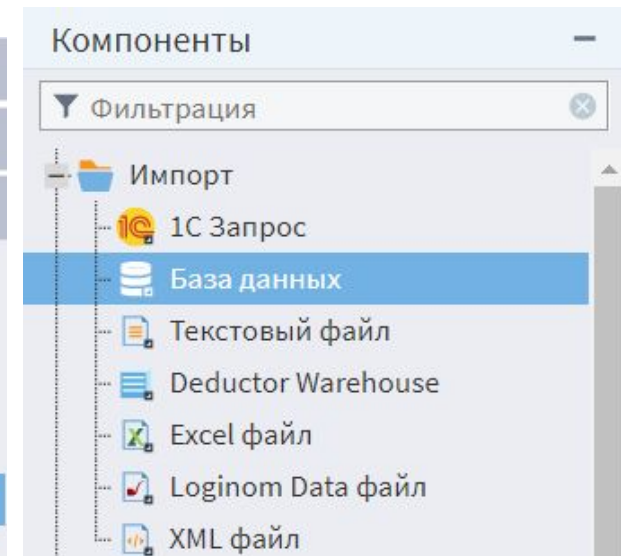 Компоненты
Фильтрация
Импорт
1С Запрос
База данных
Текстовый файл
Deductor Warehouse
Excel файл
Loginom Data файл
XML файл